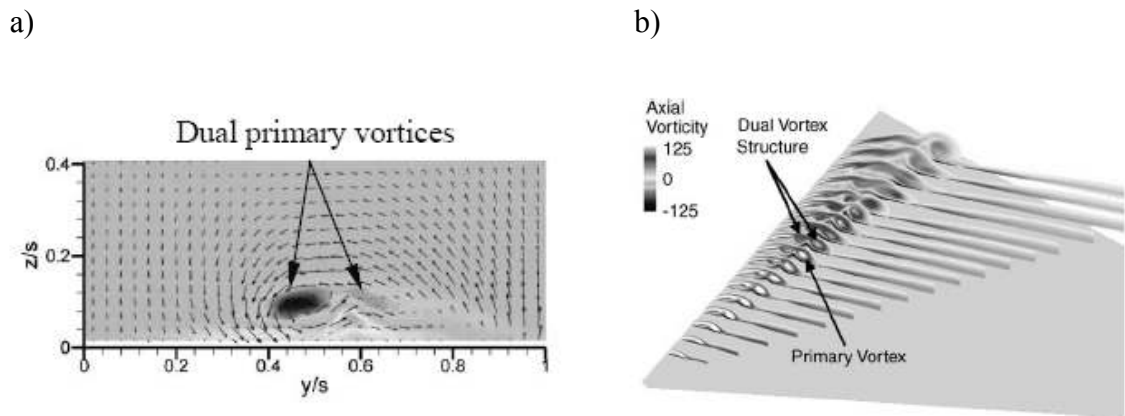 a)
b)
Dual primary vortices
0.4
0.2
0
z/s
0 0.2 0.4 0.6 0.8 1
y/s
Axial
Vorticity
125
0
-125
Dual Vortex
Structure
Primary Vortex